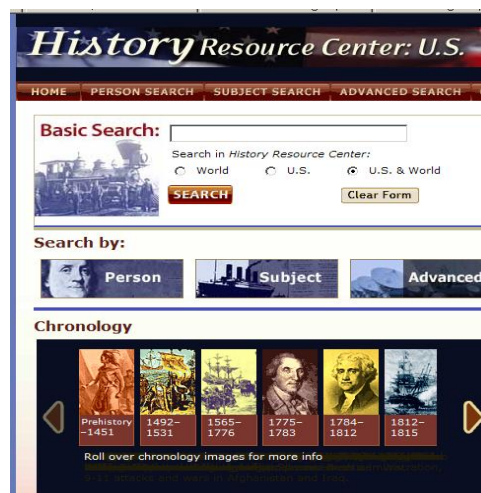 History Resource Center: U.S.
HOME PERSON SEARCH SUBJECT SEARCH ADVANCED SEARCH
Basic Search:
Search in History Resource Center:
World U.S. U.S. & World
SEARCH Clear Form
Search by:
Person Subject Advanced
Chronology
Prehistory 1492– 1565– 1775– 1784– 1812–
–1451 1531 1776 1783 1812 1815
Roll over chronology images for more info
9-11 attacks and wars in Afghanistan and Iraq.